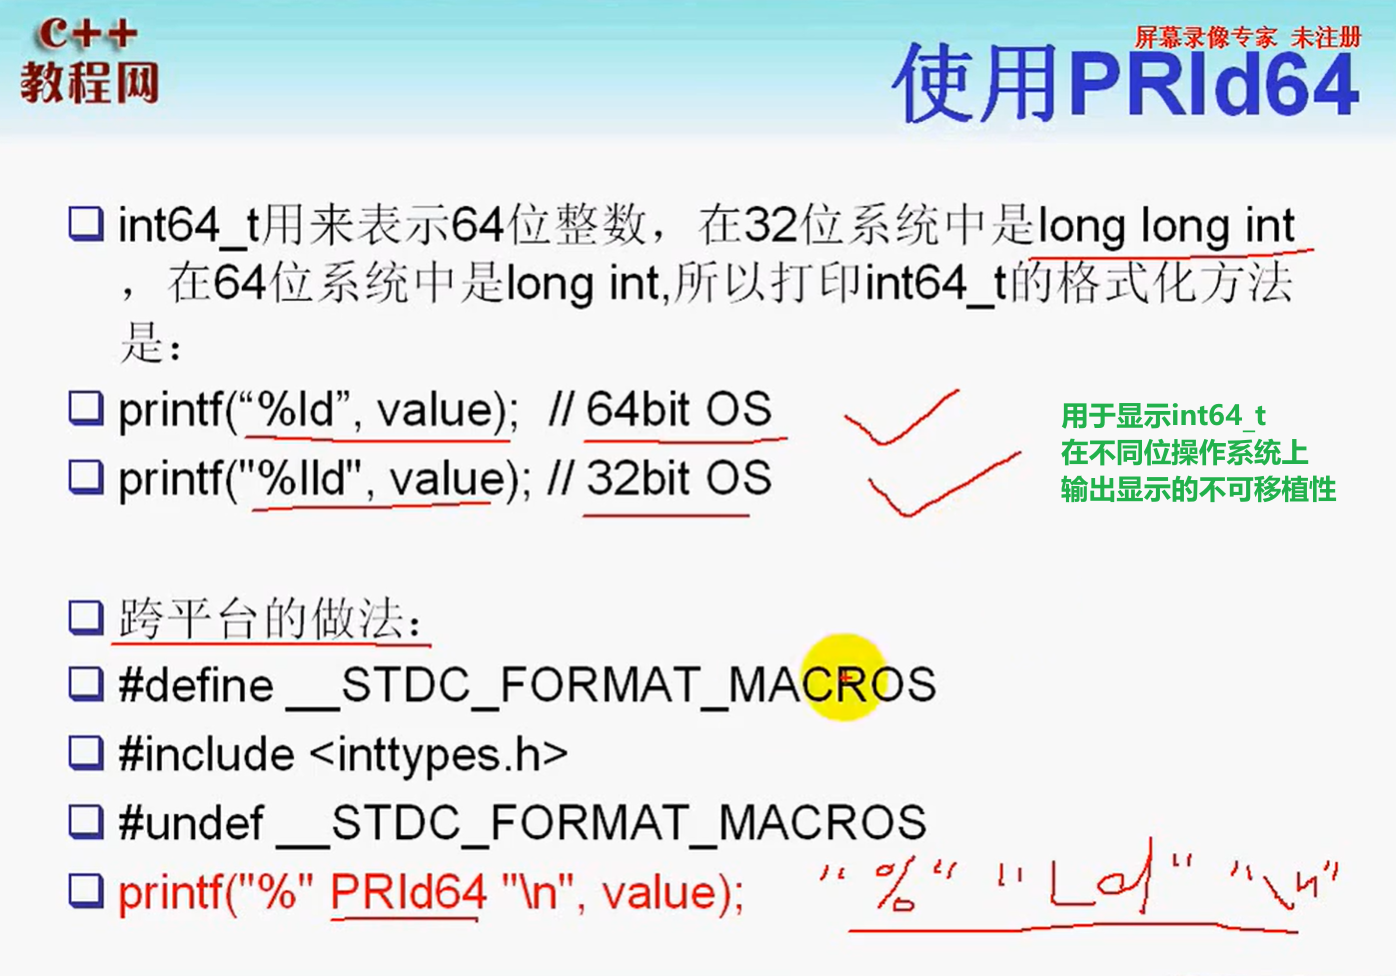 C++
教程网
屏幕录像专家 未注册
使用PRId64
int64_t用来表示64位整数，在32位系统中是long long int
，在64位系统中是long int,所以打印int64_t的格式化方法
是：
printf(“%ld”, value); // 64bit OS
printf("%lld", value); // 32bit OS
用于显示int64_t
在不同位操作系统上
输出显示的不可移植性
跨平台的做法：
#define __STDC_FORMAT_MACROS
#include <inttypes.h>
#undef __STDC_FORMAT_MACROS
printf("%" PRId64 "\n", value);
"%" "Ld" "\n"